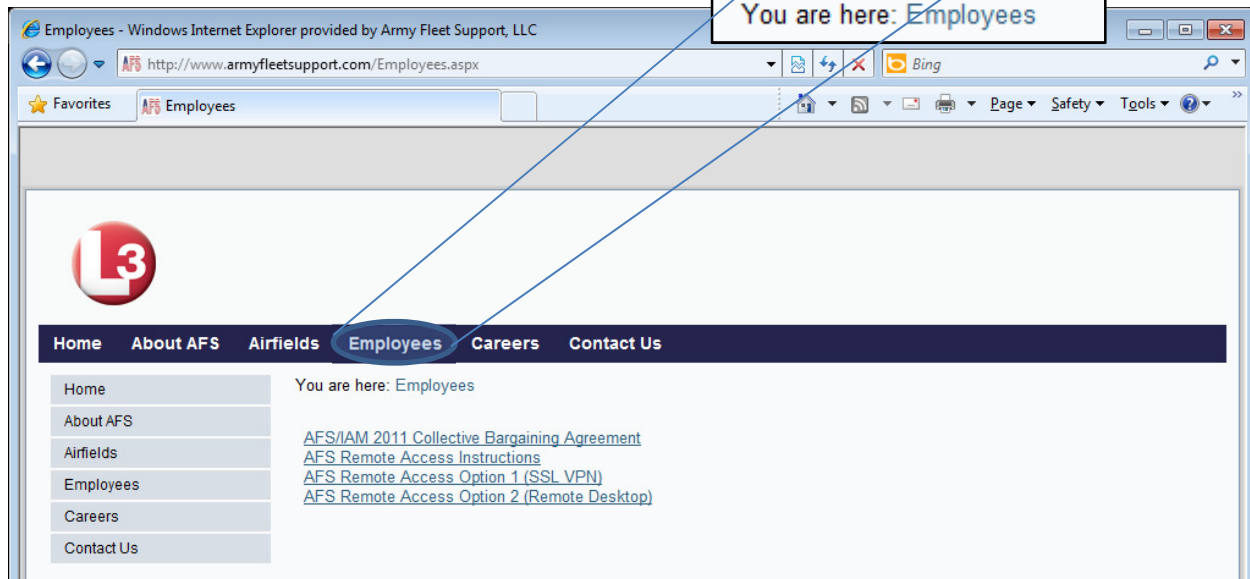 You are here: Employees
Employees - Windows Internet Explorer provided by Army Fleet Support, LLC
AFS http://www.armyfleetsupport.com/Employees.aspx Bing
Favorites AFS Employees Page Safety Tools
L3
Home About AFS Airfields Employees Careers Contact Us
Home
About AFS
Airfields
Employees
Careers
Contact Us
You are here: Employees
AFS/IAM 2011 Collective Bargaining Agreement
AFS Remote Access Instructions
AFS Remote Access Option 1 (SSL VPN)
AFS Remote Access Option 2 (Remote Desktop)